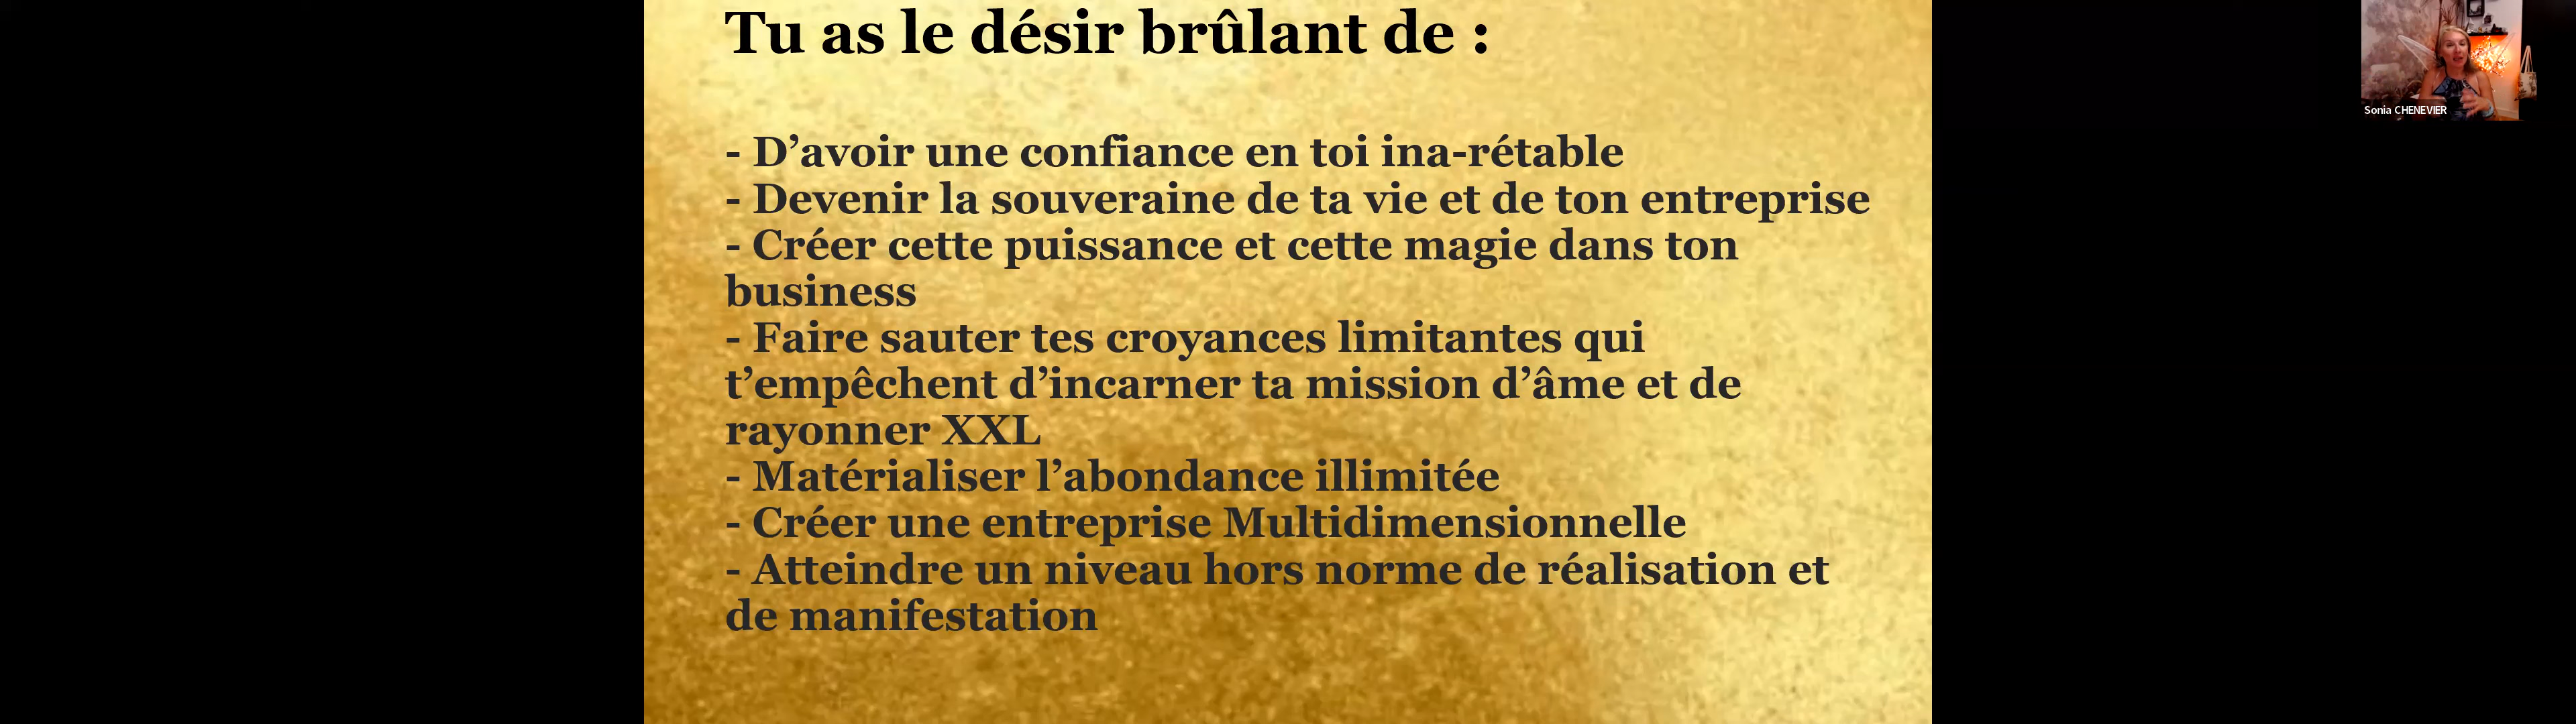 Tu as le désir brûlant de :
- D’avoir une confiance en toi ina-rétable
- Devenir la souveraine de ta vie et de ton entreprise
- Créer cette puissance et cette magie dans ton
business
- Faire sauter tes croyances limitantes qui
t’empêchent d’incarner ta mission d’âme et de
rayonner XXL
- Matérialiser l’abondance illimitée
- Créer une entreprise Multidimensionnelle
- Atteindre un niveau hors norme de réalisation et
de manifestation
Sonia CHENEVIER